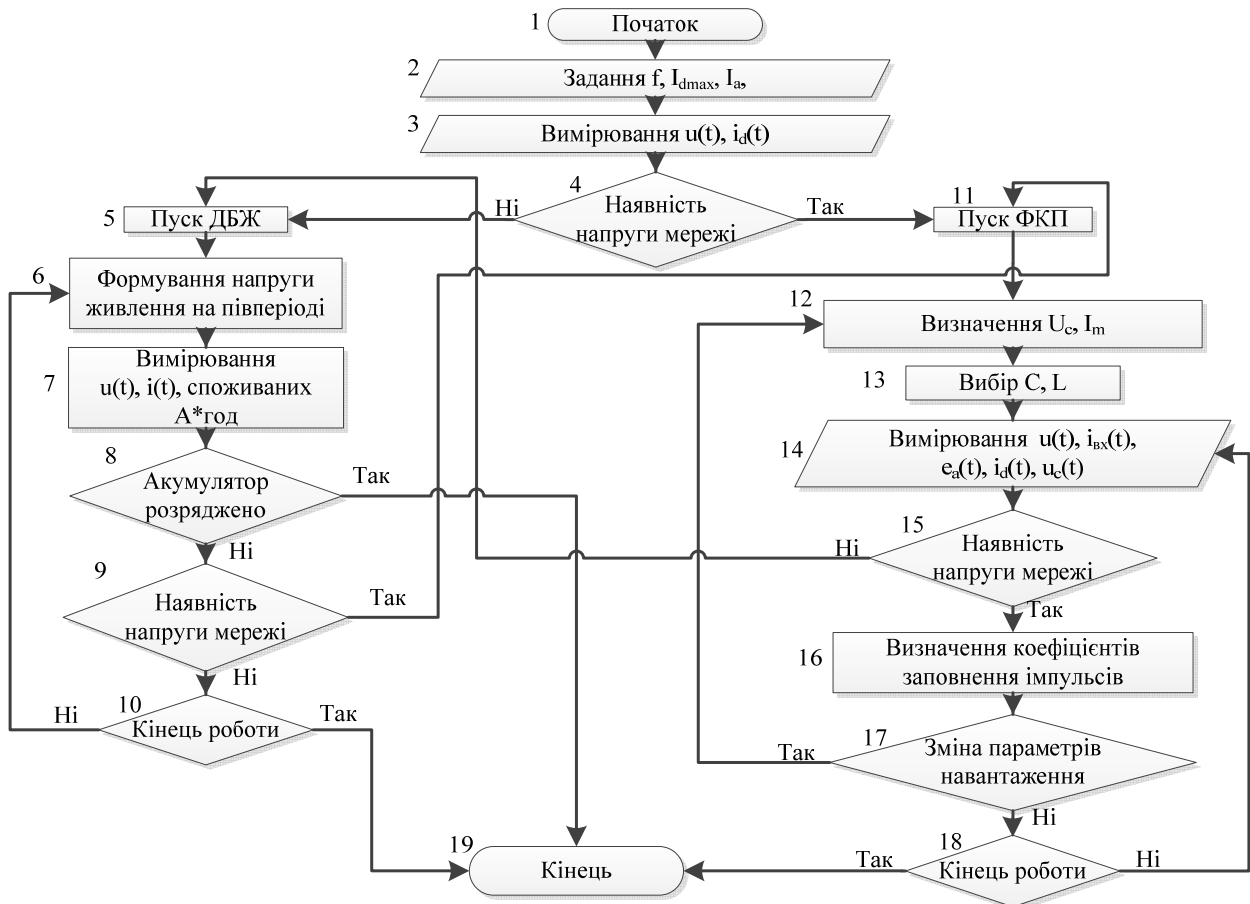 1
Початок
2
Задання f, I_dmax, I_a,
3
Вимірювання u(t), i_d(t)
4
Наявність
напруги мережі
Ні
Так
5
Пуск ДБЖ
11
Пуск ФКП
6
Формування напруги
живлення на півперіоді
12
Визначення U_c, I_m
7
Вимірювання
u(t), i(t), споживаних
А*год
13
Вибір C, L
14
Вимірювання u(t), i_вх(t),
e_a(t), i_d(t), u_c(t)
8
Акумулятор
розряджено
Так
Ні
15
Наявність
напруги мережі
Ні
Так
9
Наявність
напруги мережі
Так
Ні
16
Визначення коефіцієнтів
заповнення імпульсів
10
Кінець роботи
Ні
Так
17
Зміна параметрів
навантаження
Так
Ні
18
Кінець роботи
Так
Ні
19
Кінець